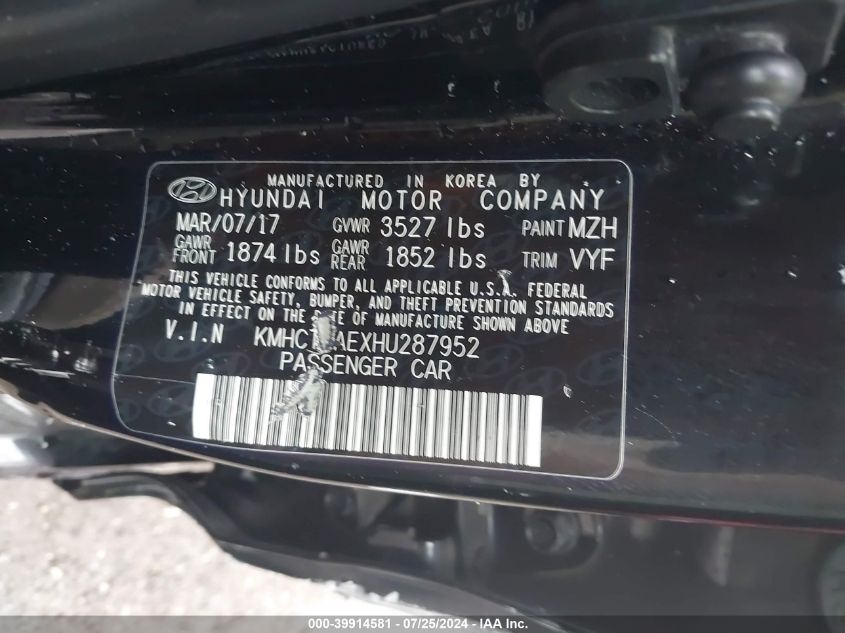 MANUFACTURED IN KOREA BY
HYUNDAI MOTOR COMPANY
MAR/07/17 GVWR 3527 lbs PAINT MZH
GAWR FRONT 1874 lbs GAWR REAR 1852 lbs TRIM VYF
THIS VEHICLE CONFORMS TO ALL APPLICABLE U.S.A. FEDERAL
MOTOR VEHICLE SAFETY, BUMPER, AND THEFT PREVENTION STANDARDS
IN EFFECT ON THE DATE OF MANUFACTURE SHOWN ABOVE
V.I.N
PASSENGER CAR
000-39914581 / 07/25/2024 - IAA Inc.